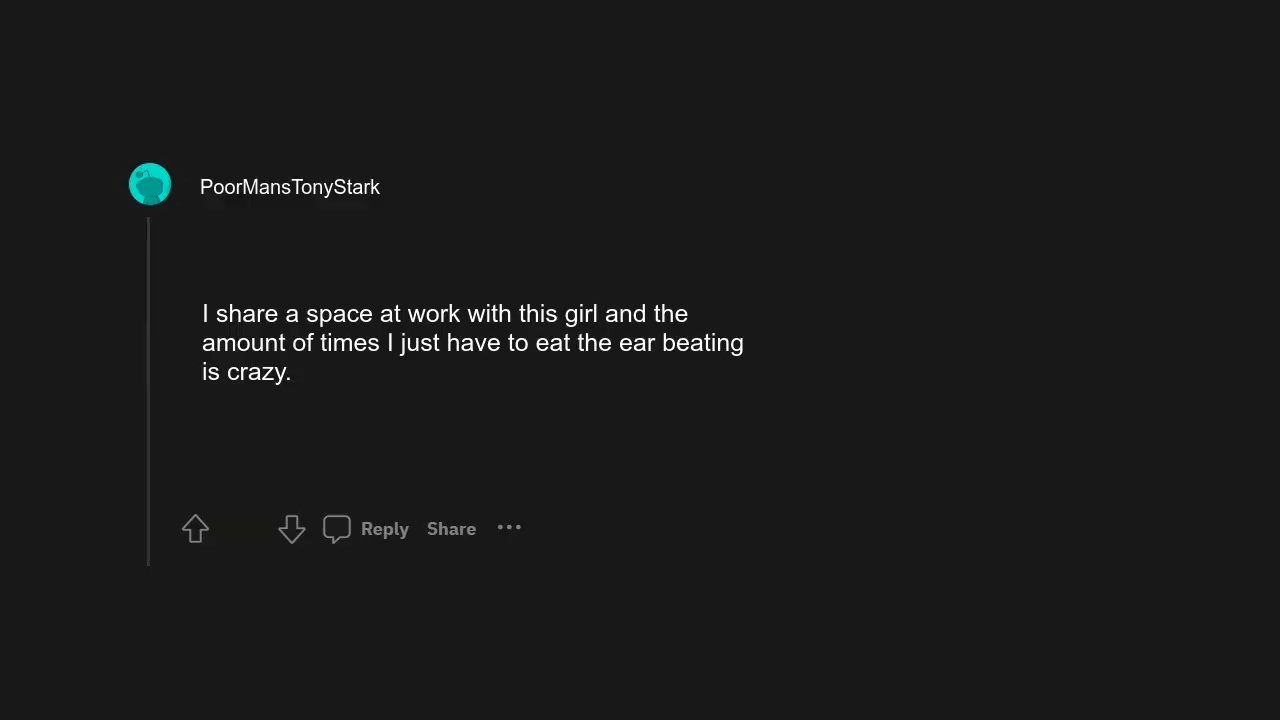 PoorMansTonyStark
I share a space at work with this girl and the
amount of times I just have to eat the ear beating
is crazy.
Reply Share